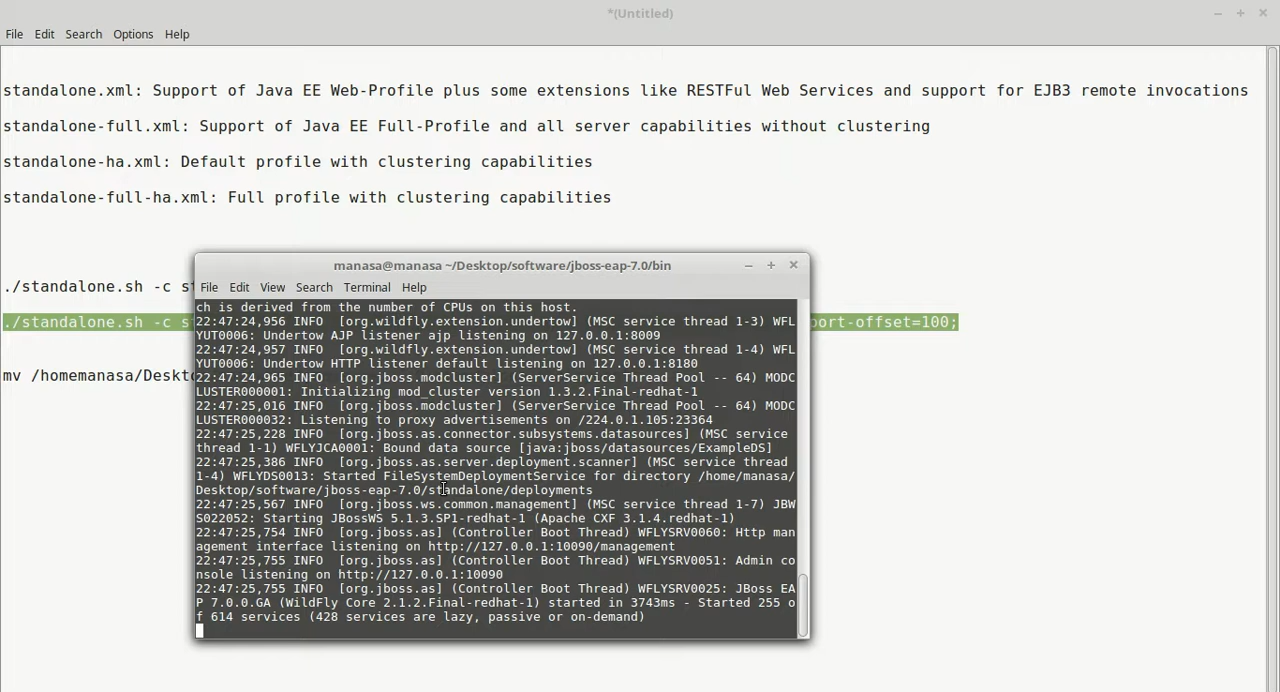 *(Untitled)
File Edit Search Options Help
standalone.xml: Support of Java EE Web-Profile plus some extensions like RESTFul Web Services and support for EJB3 remote invocations
standalone-full.xml: Support of Java EE Full-Profile and all server capabilities without clustering
standalone-ha.xml: Default profile with clustering capabilities
standalone-full-ha.xml: Full profile with clustering capabilities
./standalone.sh -c st
./standalone.sh -c st port-offset=100;
mv /homemanasa/Deskto
manasa@manasa ~/Desktop/software/jboss-eap-7.0/bin
File Edit View Search Terminal Help
ch is derived from the number of CPUs on this host.
22:47:24,956 INFO [org.wildfly.extension.undertow] (MSC service thread 1-3) WFL
YUT0006: Undertow AJP listener ajp listening on 127.0.0.1:8009
22:47:24,957 INFO [org.wildfly.extension.undertow] (MSC service thread 1-4) WFL
YUT0006: Undertow HTTP listener default listening on 127.0.0.1:8180
22:47:24,965 INFO [org.jboss.modcluster] (ServerService Thread Pool -- 64) MODC
LUSTER000001: Initializing mod_cluster version 1.3.2.Final-redhat-1
22:47:25,016 INFO [org.jboss.modcluster] (ServerService Thread Pool -- 64) MODC
LUSTER000032: Listening to proxy advertisements on /224.0.1.105:23364
22:47:25,228 INFO [org.jboss.as.connector.subsystems.datasources] (MSC service
thread 1-1) WFLYJCA0001: Bound data source [java:jboss/datasources/ExampleDS]
22:47:25,386 INFO [org.jboss.as.server.deployment.scanner] (MSC service thread
1-4) WFLYDS0013: Started FileSystemDeploymentService for directory /home/manasa/
Desktop/software/jboss-eap-7.0/standalone/deployments
22:47:25,567 INFO [org.jboss.ws.common.management] (MSC service thread 1-7) JBW
S022052: Starting JBossWS 5.1.3.SP1-redhat-1 (Apache CXF 3.1.4.redhat-1)
22:47:25,754 INFO [org.jboss.as] (Controller Boot Thread) WFLYSRV0060: Http man
agement interface listening on http://127.0.0.1:10090/management
22:47:25,755 INFO [org.jboss.as] (Controller Boot Thread) WFLYSRV0051: Admin co
nsole listening on http://127.0.0.1:10090
22:47:25,755 INFO [org.jboss.as] (Controller Boot Thread) WFLYSRV0025: JBoss EA
P 7.0.0.GA (WildFly Core 2.1.2.Final-redhat-1) started in 3743ms - Started 255 o
f 614 services (428 services are lazy, passive or on-demand)